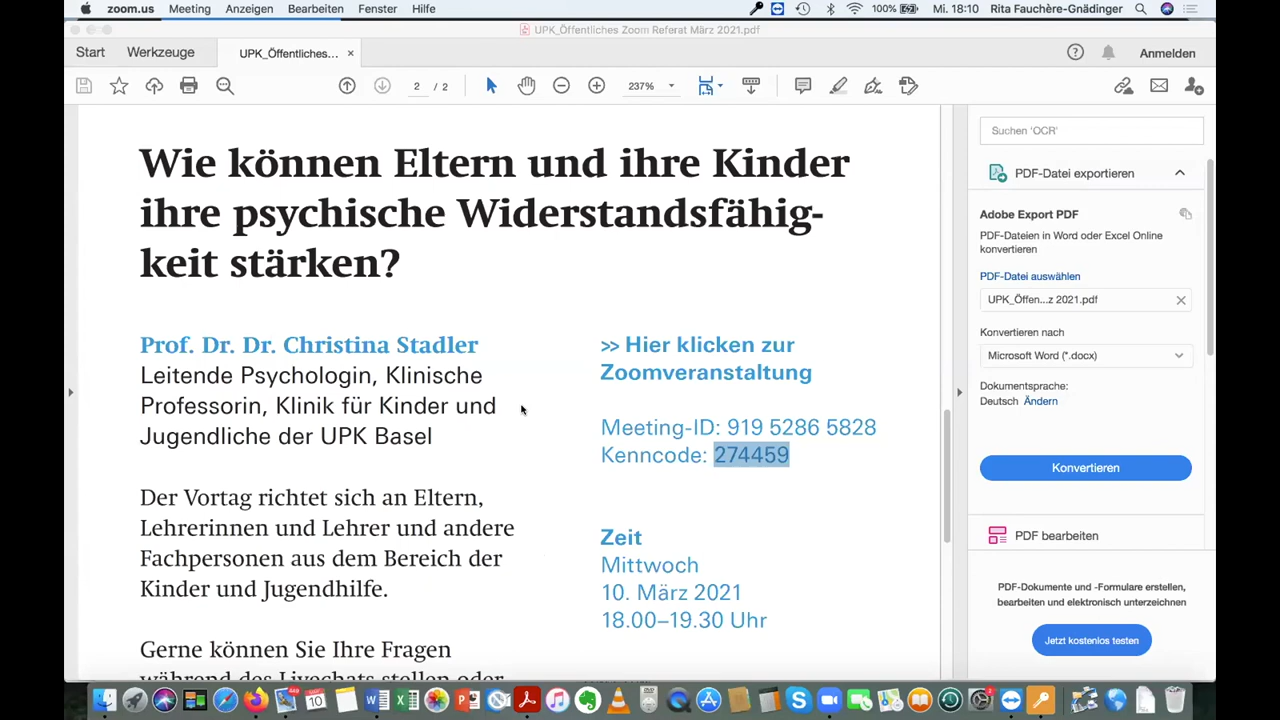 zoom.us Meeting Anzeigen Bearbeiten Fenster Hilfe 100% Mi. 18:10 Rita Fauchère-Gnädinger
UPK_Öffentliches Zoom Referat März 2021.pdf
Start Werkzeuge UPK_Öffentliches... × Anmelden
2 / 2 237%
Wie können Eltern und ihre Kinder
ihre psychische Widerstandsfähig-
keit stärken?
Prof. Dr. Dr. Christina Stadler
Leitende Psychologin, Klinische
Professorin, Klinik für Kinder und
Jugendliche der UPK Basel
Der Vortag richtet sich an Eltern,
Lehrerinnen und Lehrer und andere
Fachpersonen aus dem Bereich der
Kinder und Jugendhilfe.
Gerne können Sie Ihre Fragen
während des Livechats stellen oder
>> Hier klicken zur
Zoomveranstaltung
Meeting-ID: 919 5286 5828
Kenncode: 274459
Zeit
Mittwoch
10. März 2021
18.00–19.30 Uhr
Suchen 'OCR'
PDF-Datei exportieren
Adobe Export PDF
PDF-Dateien in Word oder Excel Online
konvertieren
PDF-Datei auswählen
UPK_Öffen...z 2021.pdf
Konvertieren nach
Microsoft Word (*.docx)
Dokumentsprache:
Deutsch Ändern
Konvertieren
PDF bearbeiten
PDF-Dokumente und -Formulare erstellen,
bearbeiten und elektronisch unterzeichnen
Jetzt kostenlos testen